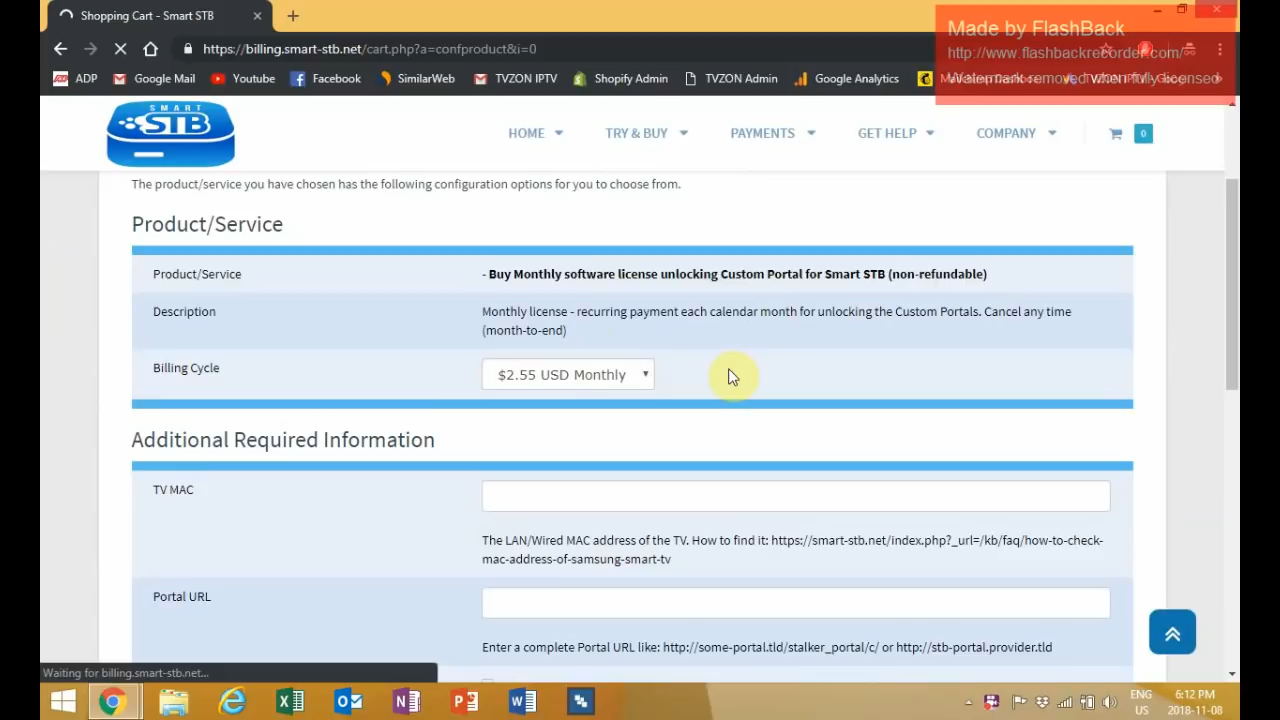 Shopping Cart - Smart STB
Made by FlashBack
https://billing.smart-stb.net/cart.php?a=confproduct&i=0
http://www.flashbackrecorder.com/
ADP Google Mail Youtube Facebook SimilarWeb TVZON IPTV Shopify Admin TVZON Admin Google Analytics
SMART
STB
HOME TRY & BUY PAYMENTS GET HELP COMPANY 0
The product/service you have chosen has the following configuration options for you to choose from.
Product/Service
Product/Service - Buy Monthly software license unlocking Custom Portal for Smart STB (non-refundable)
Description Monthly license - recurring payment each calendar month for unlocking the Custom Portals. Cancel any time
(month-to-end)
Billing Cycle $2.55 USD Monthly
Additional Required Information
TV MAC
The LAN/Wired MAC address of the TV. How to find it: https://smart-stb.net/index.php?_url=/kb/faq/how-to-check-
mac-address-of-samsung-smart-tv
Portal URL
Enter a complete Portal URL like: http://some-portal.tld/stalker_portal/c/ or http://stb-portal.provider.tld
Waiting for billing.smart-stb.net...
ENG 6:12 PM
US 2018-11-08